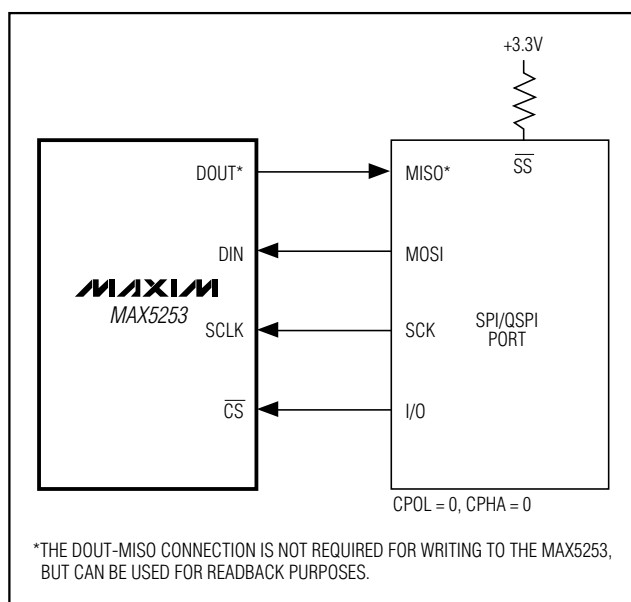 +3.3V
SS
DOUT*
MISO*
DIN
MOSI
MAXIM
MAX5253
SCLK
SCK
SPI/QSPI
PORT
CS
I/O
CPOL = 0, CPHA = 0
*THE DOUT-MISO CONNECTION IS NOT REQUIRED FOR WRITING TO THE MAX5253,
BUT CAN BE USED FOR READBACK PURPOSES.